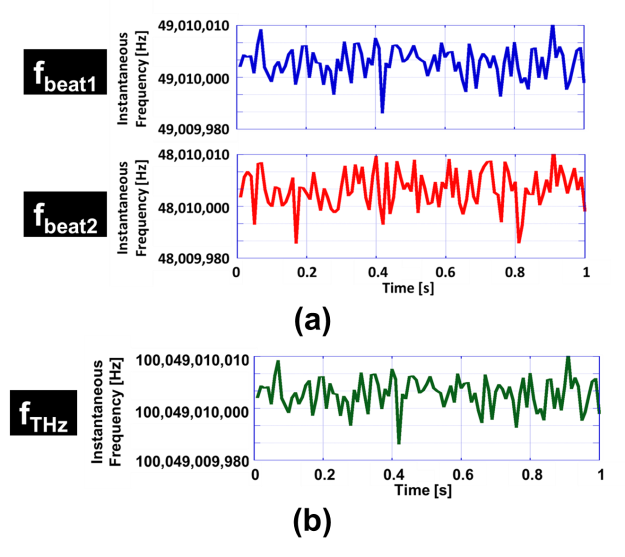 f_beat1
Instantaneous
Frequency [Hz]
49,010,010
49,010,000
49,009,980
f_beat2
Instantaneous
Frequency [Hz]
48,010,010
48,010,000
48,009,980
0 0.2 0.4 0.6 0.8 1
Time [s]
(a)
f_THz
Instantaneous
Frequency [Hz]
100,049,010,010
100,049,010,000
100,049,009,980
0 0.2 0.4 0.6 0.8 1
Time [s]
(b)